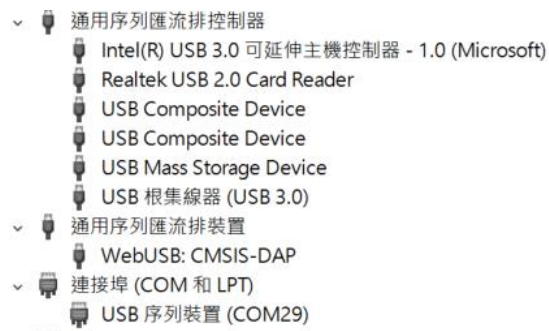 通用序列匯流排控制器
Intel(R) USB 3.0 可延伸主機控制器 - 1.0 (Microsoft)
Realtek USB 2.0 Card Reader
USB Composite Device
USB Composite Device
USB Mass Storage Device
USB 根集線器 (USB 3.0)
通用序列匯流排裝置
WebUSB: CMSIS-DAP
連接埠 (COM 和 LPT)
USB 序列裝置 (COM29)